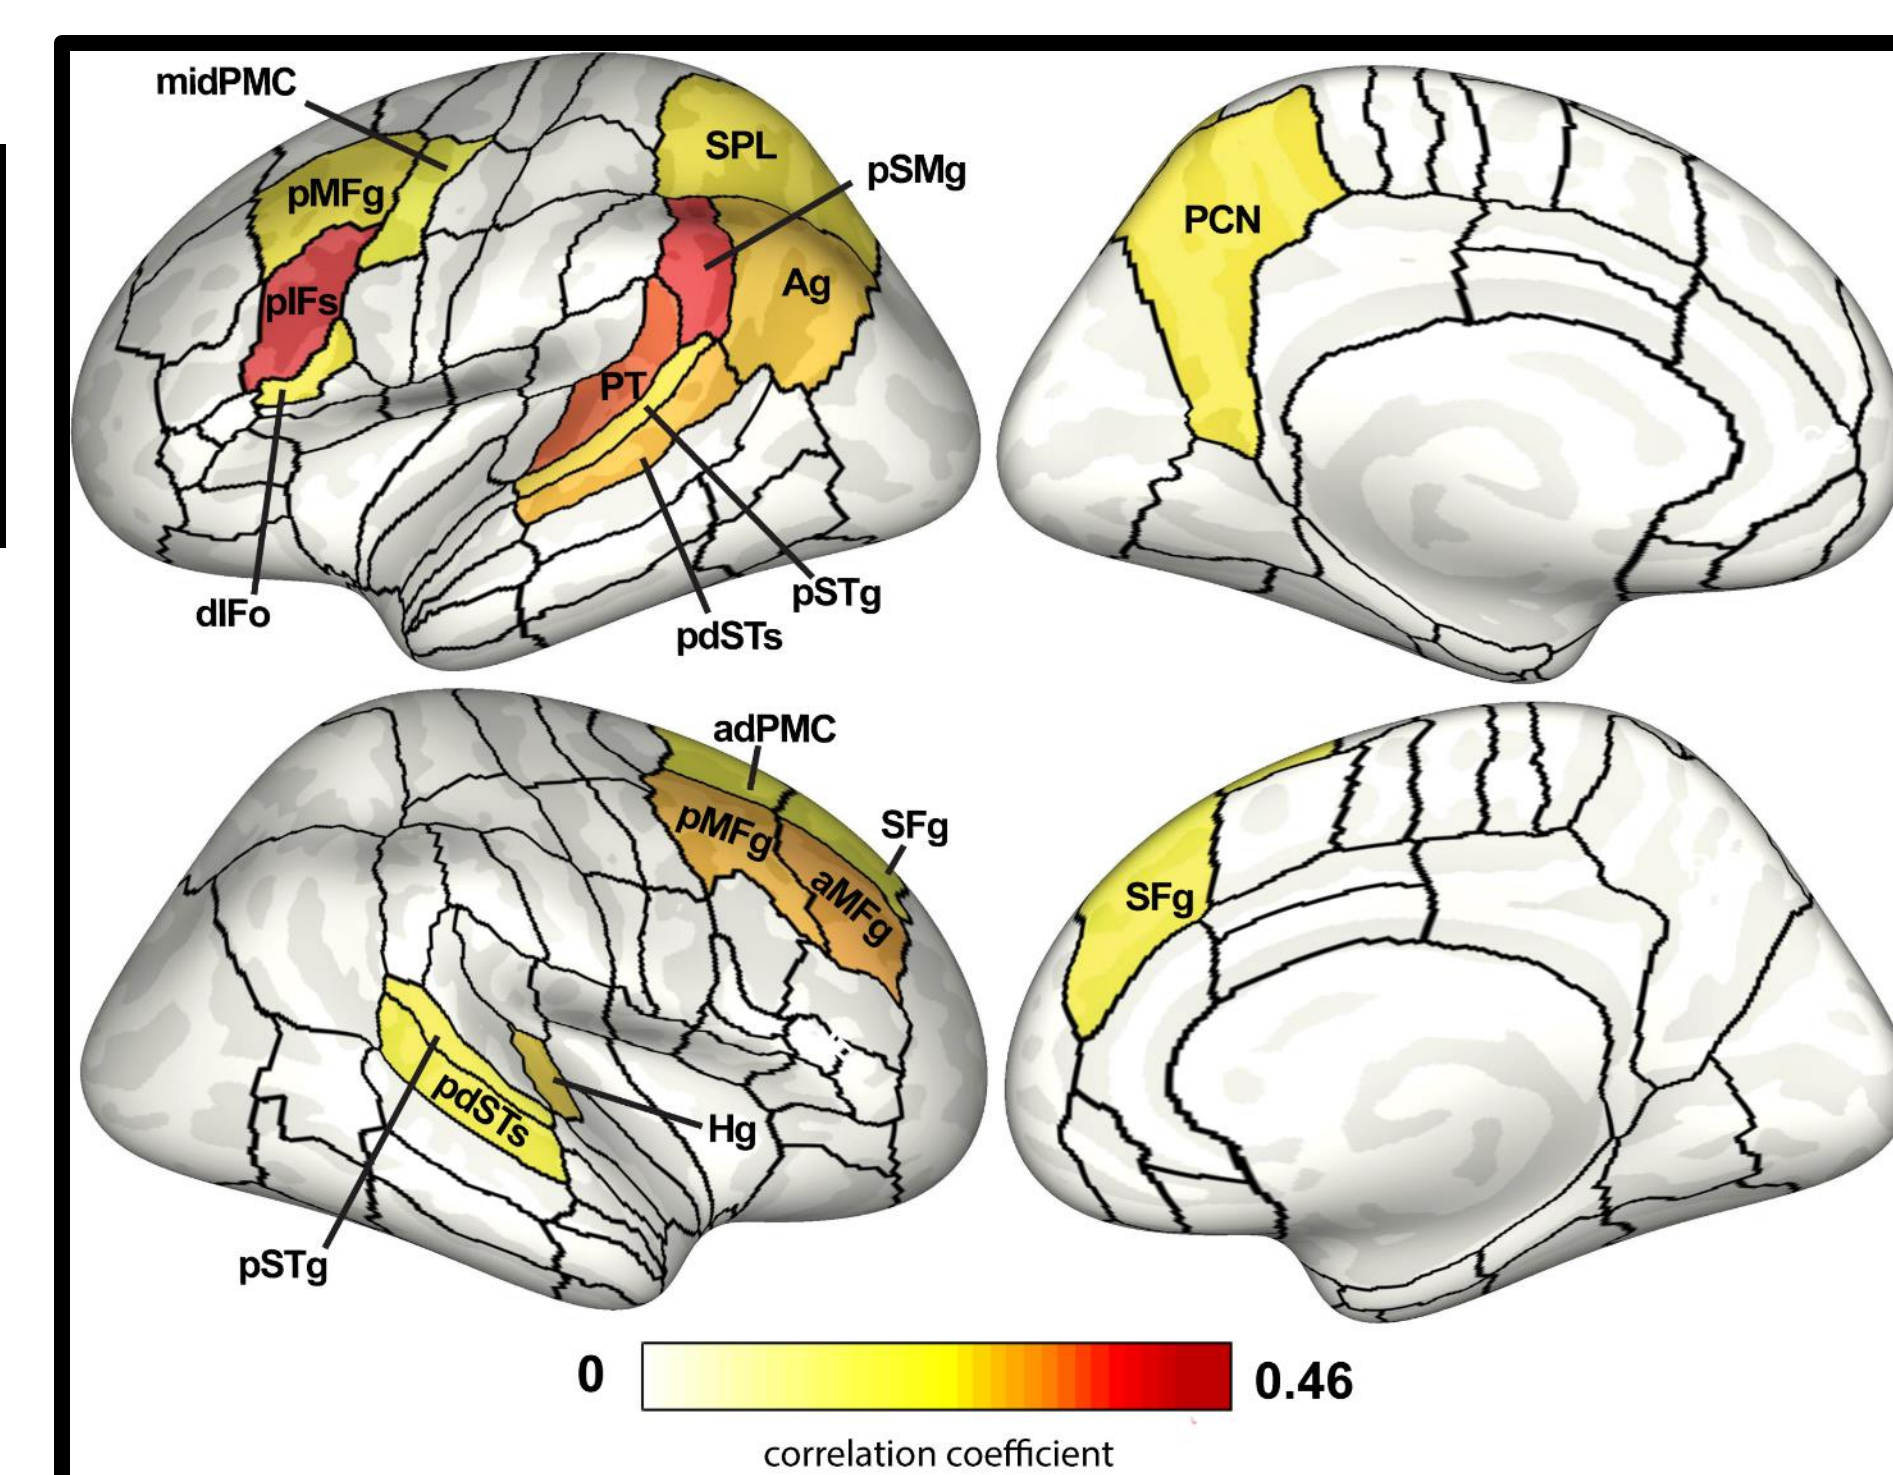 midPMC
SPL
pSMg
pMFg
PCN
Ag
pIFs
PT
pSTg
dIFo
pdSTs
adPMC
pMFg
SFg
aMFg
SFg
pdSTs
Hg
pSTg
0
0.46
correlation coefficient